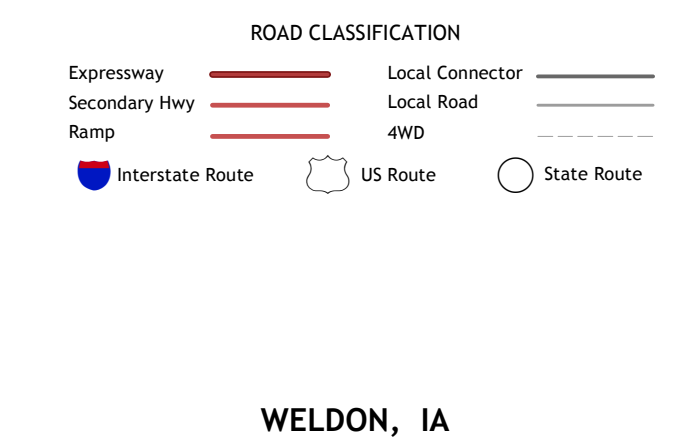 ROAD CLASSIFICATION
Expressway
Secondary Hwy
Ramp
Local Connector
Local Road
4WD
Interstate Route
US Route
State Route
WELDON, IA